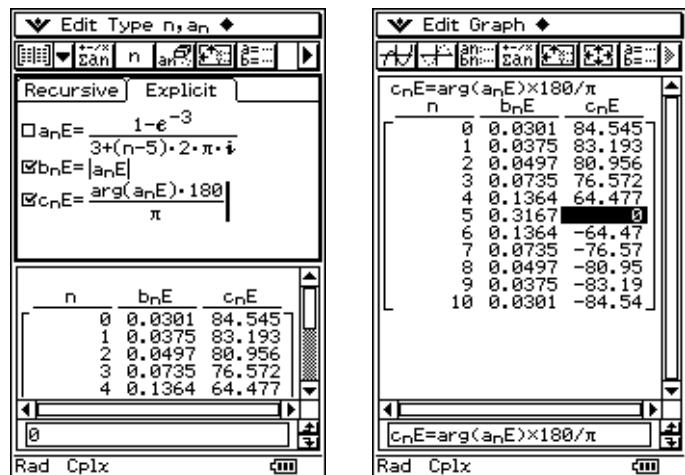 Edit Type n,aₙ ◆
Σan n
Recursive Explicit
aₙE= 1-e⁻³ / 3+(n-5)·2·π·i
bₙE=|aₙE|
cₙE= arg(aₙE)·180 / π
n bₙE cₙE
0 0.0301 84.545
1 0.0375 83.193
2 0.0497 80.956
3 0.0735 76.572
4 0.1364 64.477
0
Rad Cplx
Edit Graph ◆
an: bn: Σan
cₙE=arg(aₙE)×180/π
n bₙE cₙE
0 0.0301 84.545
1 0.0375 83.193
2 0.0497 80.956
3 0.0735 76.572
4 0.1364 64.477
5 0.3167 0
6 0.1364 -64.47
7 0.0735 -76.57
8 0.0497 -80.95
9 0.0375 -83.19
10 0.0301 -84.54
cₙE=arg(aₙE)×180/π
Rad Cplx